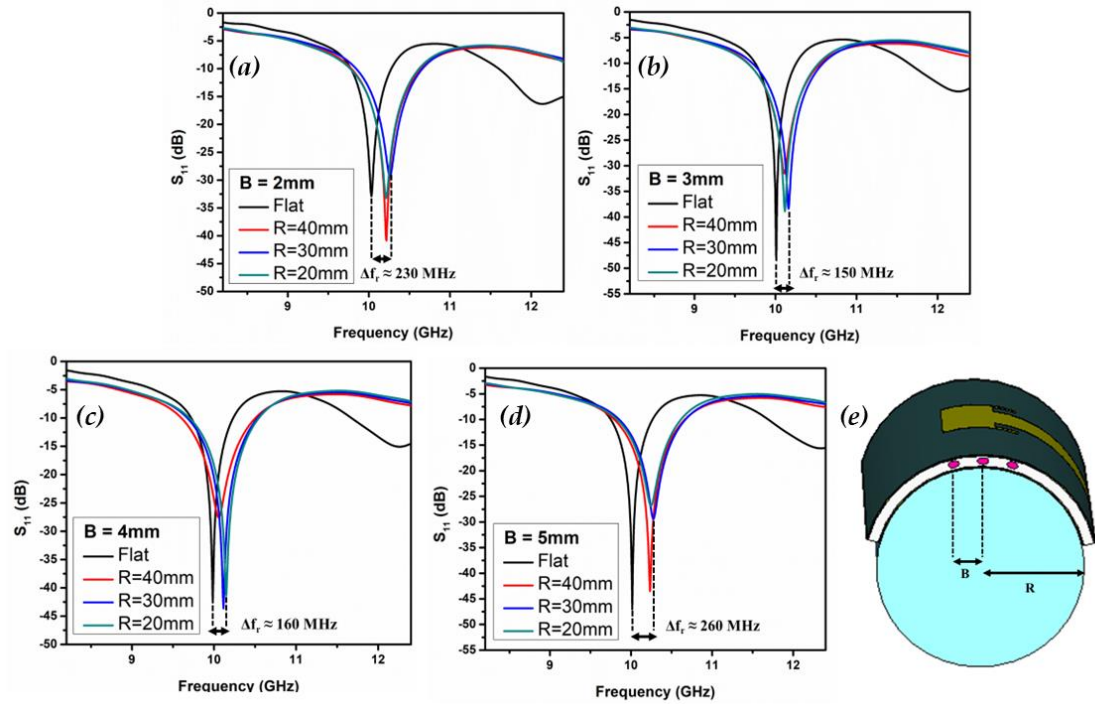 0
-5
-10
-15
-20
-25
-30
-35
-40
-45
-50
S11 (dB)
(a)
B = 2mm
Flat
R=40mm
R=30mm
R=20mm
Δfr ≈ 230 MHz
9 10 11 12
Frequency (GHz)
0
-5
-10
-15
-20
-25
-30
-35
-40
-45
-50
-55
S11 (dB)
(b)
B = 3mm
Flat
R=40mm
R=30mm
R=20mm
Δfr ≈ 150 MHz
9 10 11 12
Frequency (GHz)
0
-5
-10
-15
-20
-25
-30
-35
-40
-45
-50
S11 (dB)
(c)
B = 4mm
Flat
R=40mm
R=30mm
R=20mm
Δfr ≈ 160 MHz
9 10 11 12
Frequency (GHz)
0
-5
-10
-15
-20
-25
-30
-35
-40
-45
-50
-55
S11 (dB)
(d)
B = 5mm
Flat
R=40mm
R=30mm
R=20mm
Δfr ≈ 260 MHz
9 10 11 12
Frequency (GHz)
(e)
B
R